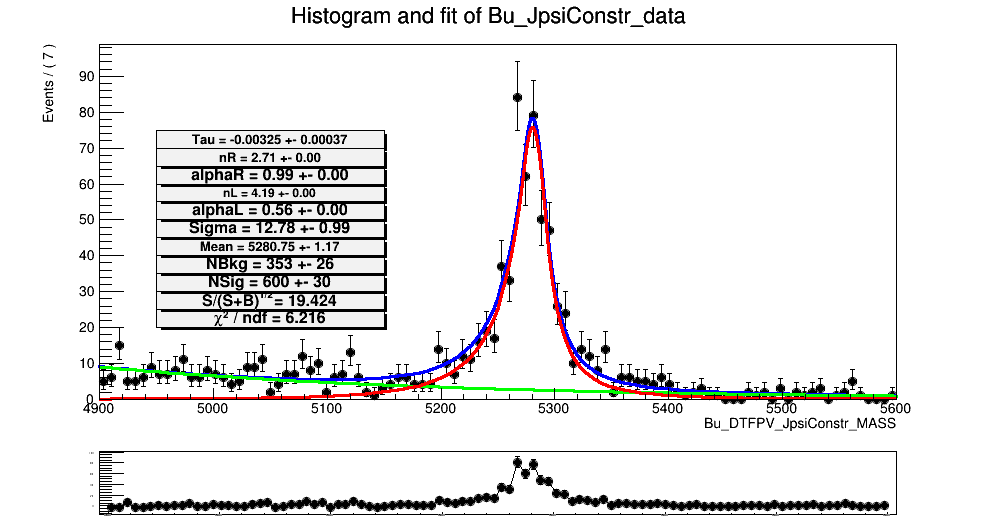 Histogram and fit of Bu_JpsiConstr_data
Events / ( 7 )
90
80
70
60
50
40
30
20
10
0
Tau = -0.00325 +- 0.00037
nR = 2.71 +- 0.00
alphaR = 0.99 +- 0.00
nL = 4.19 +- 0.00
alphaL = 0.56 +- 0.00
Sigma = 12.78 +- 0.99
Mean = 5280.75 +- 1.17
NBkg = 353 +- 26
NSig = 600 +- 30
S/(S+B)^1/2 = 19.424
χ² / ndf = 6.216
4900 5000 5100 5200 5300 5400 5500 5600
Bu_DTFPV_JpsiConstr_MASS